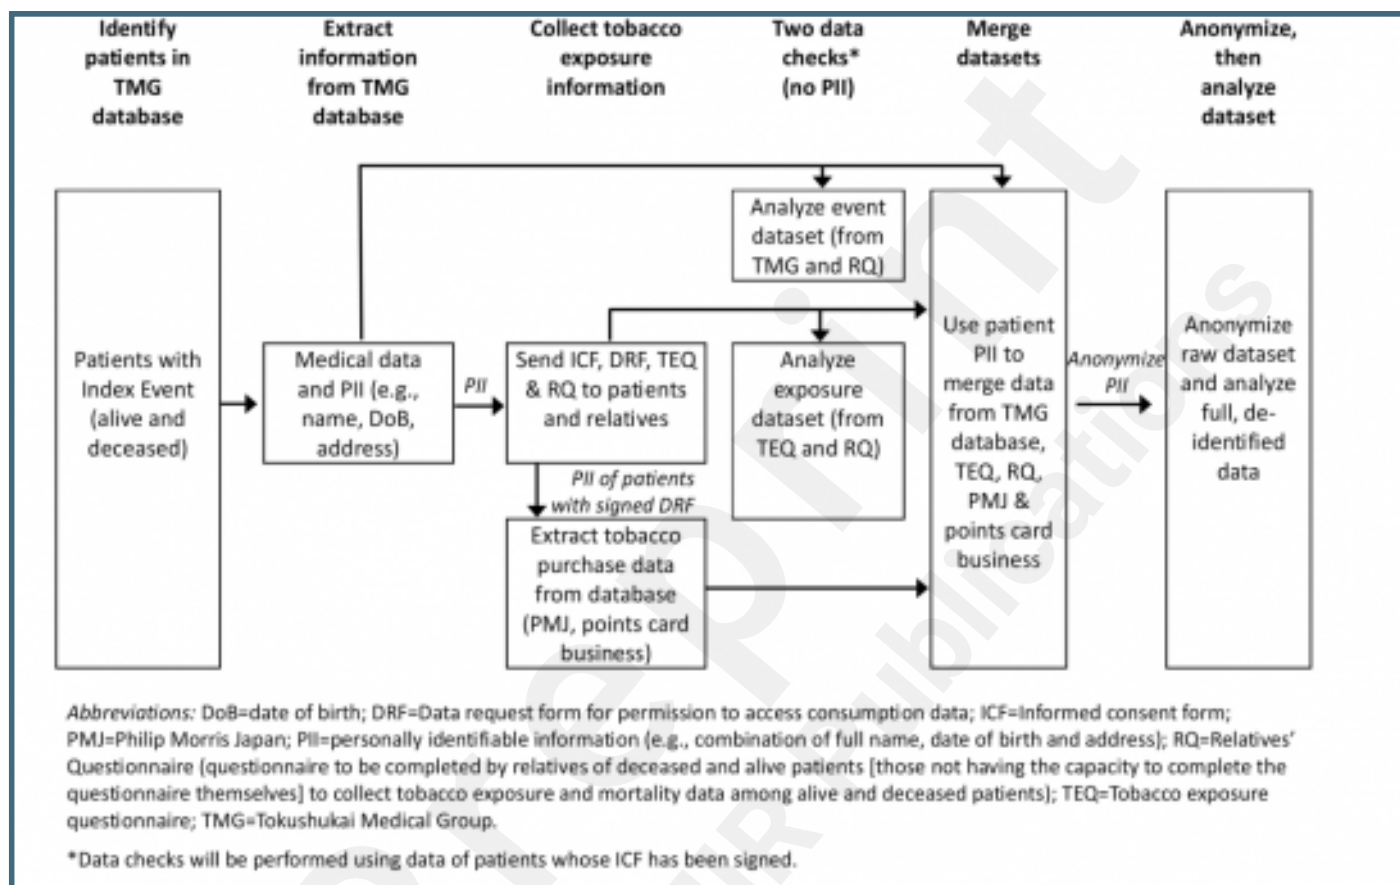 Identify
patients in
TMG
database
Extract
information
from TMG
database
Collect tobacco
exposure
information
Two data
checks*
(no PII)
Merge
datasets
Anonymize,
then
analyze
dataset
Patients with
Index Event
(alive and
deceased)
Medical data
and PII (e.g.,
name, DoB,
address)
PII
Send ICF, DRF, TEQ
& RQ to patients
and relatives
PII of patients
with signed DRF
Extract tobacco
purchase data
from database
(PMJ, points card
business)
Analyze event
dataset (from
TMG and RQ)
Analyze
exposure
dataset (from
TEQ and RQ)
Use patient
PII to
merge data
from TMG
database,
TEQ, RQ,
PMJ &
points card
business
Anonymize
PII
Anonymize
raw dataset
and analyze
full, de-
identified
data
Abbreviations: DoB=date of birth; DRF=Data request form for permission to access consumption data; ICF=Informed consent form;
PMJ=Philip Morris Japan; PII=personally identifiable information (e.g., combination of full name, date of birth and address); RQ=Relatives'
Questionnaire (questionnaire to be completed by relatives of deceased and alive patients [those not having the capacity to complete the
questionnaire themselves] to collect tobacco exposure and mortality data among alive and deceased patients); TEQ=Tobacco exposure
questionnaire; TMG=Tokushukai Medical Group.
*Data checks will be performed using data of patients whose ICF has been signed.
reprint
Publications